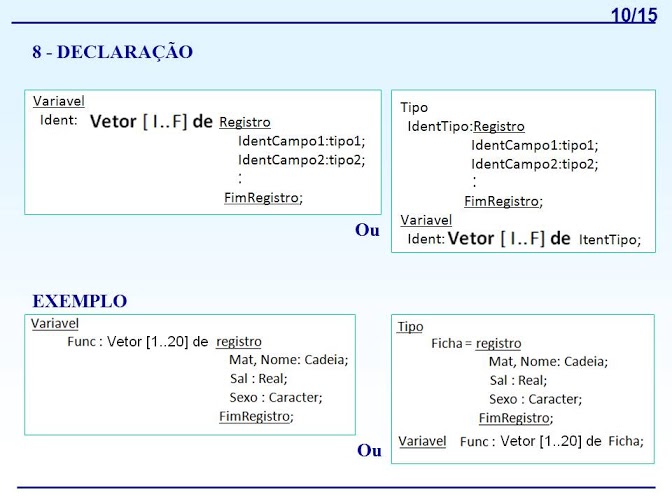 10/15
8 - DECLARAÇÃO
Variavel
Ident: Vetor [ I..F] de Registro
IdentCampo1:tipo1;
IdentCampo2:tipo2;
:
FimRegistro;
Ou
Tipo
IdentTipo:Registro
IdentCampo1:tipo1;
IdentCampo2:tipo2;
:
FimRegistro;
Variavel
Ident: Vetor [ I..F] de ItentTipo;
EXEMPLO
Variavel
Func : Vetor [1..20] de registro
Mat, Nome: Cadeia;
Sal : Real;
Sexo : Caracter;
FimRegistro;
Ou
Tipo
Ficha = registro
Mat, Nome: Cadeia;
Sal : Real;
Sexo : Caracter;
FimRegistro;
Variavel Func : Vetor [1..20] de Ficha;